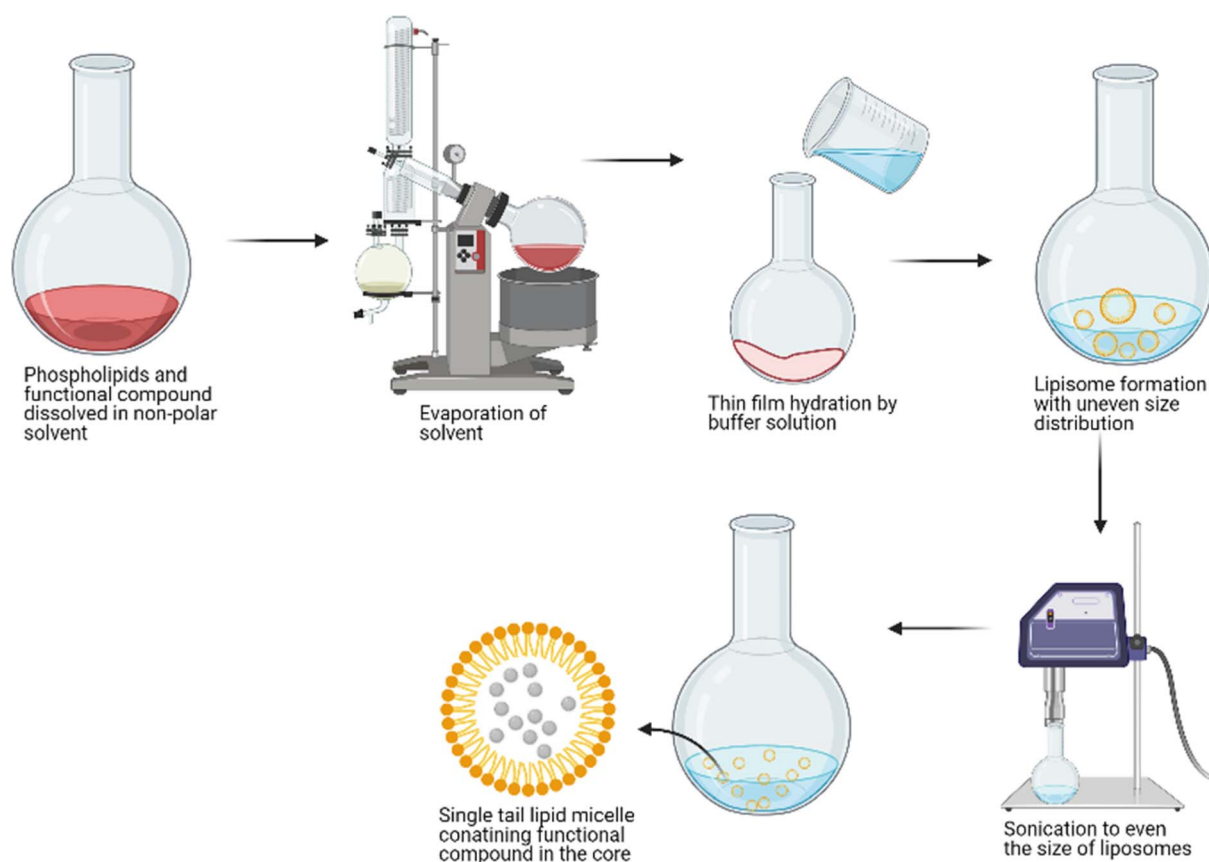 Phospholipids and
functional compound
dissolved in non-polar
solvent
Evaporation of
solvent
Thin film hydration by
buffer solution
Lipisome formation
with uneven size
distribution
Single tail lipid micelle
conatining functional
compound in the core
Sonication to even
the size of liposomes